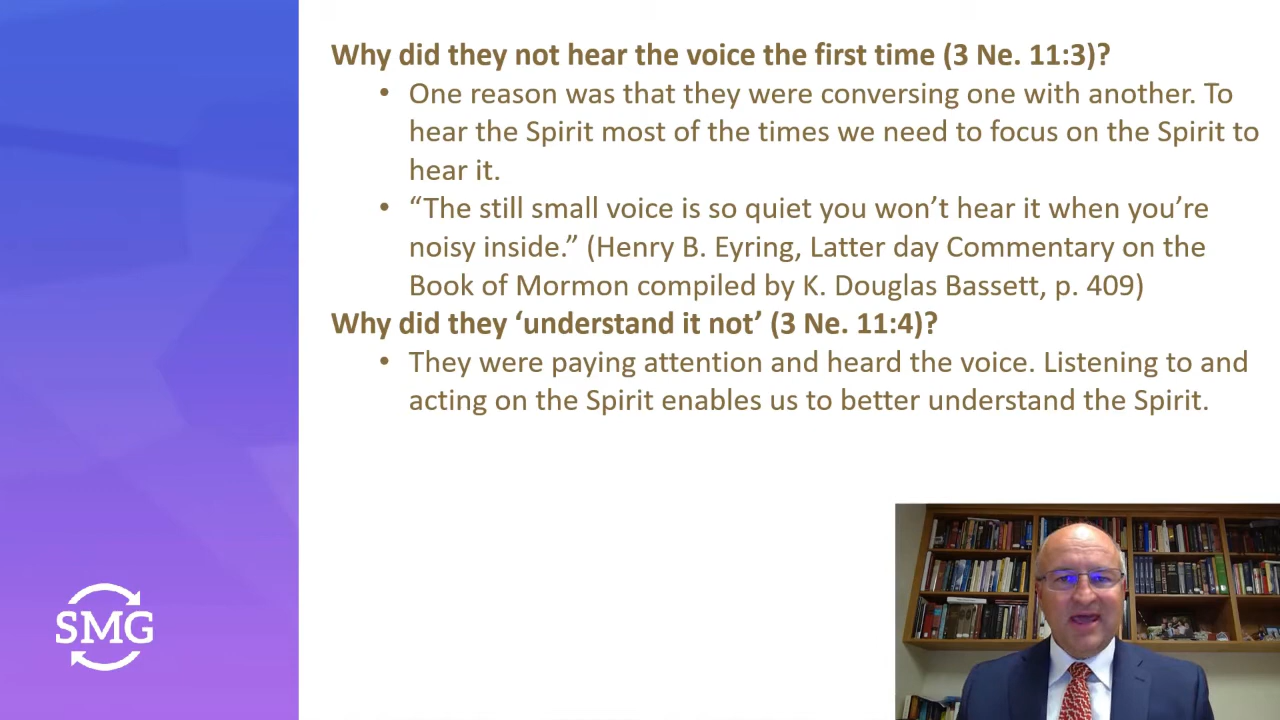 Why did they not hear the voice the first time (3 Ne. 11:3)?
• One reason was that they were conversing one with another. To
hear the Spirit most of the times we need to focus on the Spirit to
hear it.
• “The still small voice is so quiet you won’t hear it when you’re
noisy inside.” (Henry B. Eyring, Latter day Commentary on the
Book of Mormon compiled by K. Douglas Bassett, p. 409)
Why did they ‘understand it not’ (3 Ne. 11:4)?
• They were paying attention and heard the voice. Listening to and
acting on the Spirit enables us to better understand the Spirit.
SMG